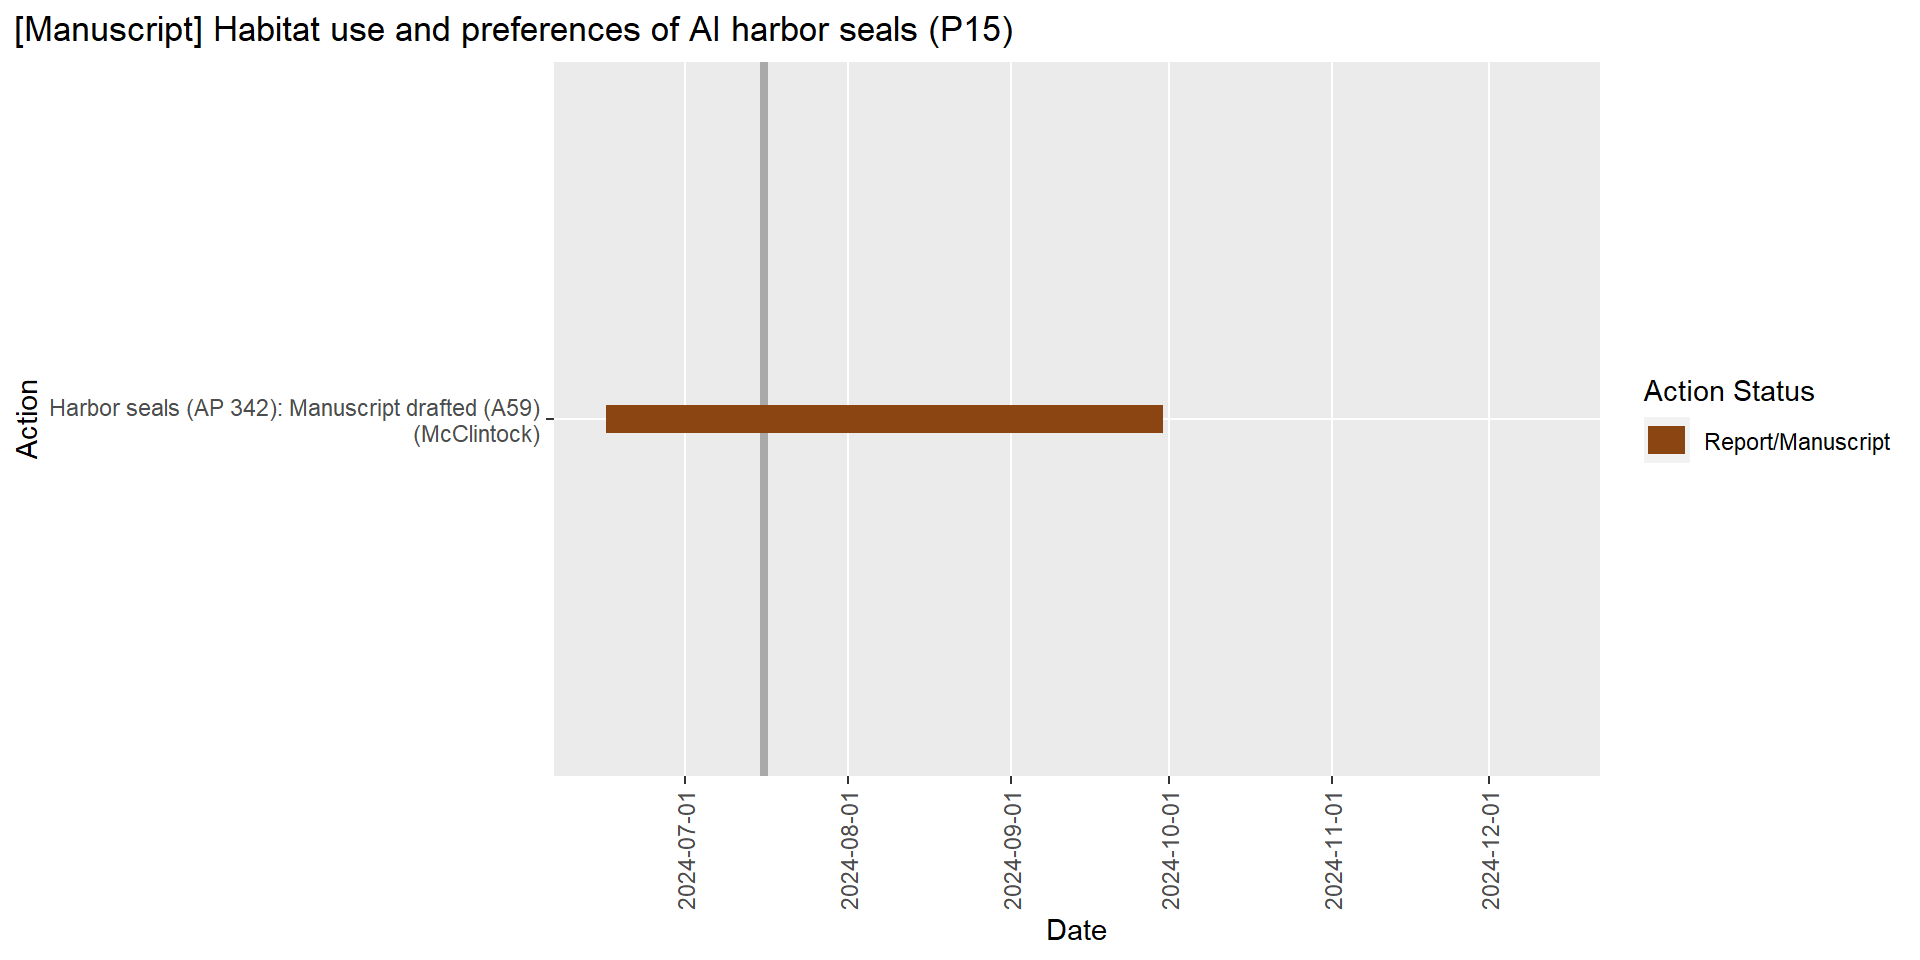 [Manuscript] Habitat use and preferences of AI harbor seals (P15)
Action
Harbor seals (AP 342): Manuscript drafted (A59)
(McClintock)
Action Status
Report/Manuscript
2024-07-01
2024-08-01
2024-09-01
2024-10-01
2024-11-01
2024-12-01
Date